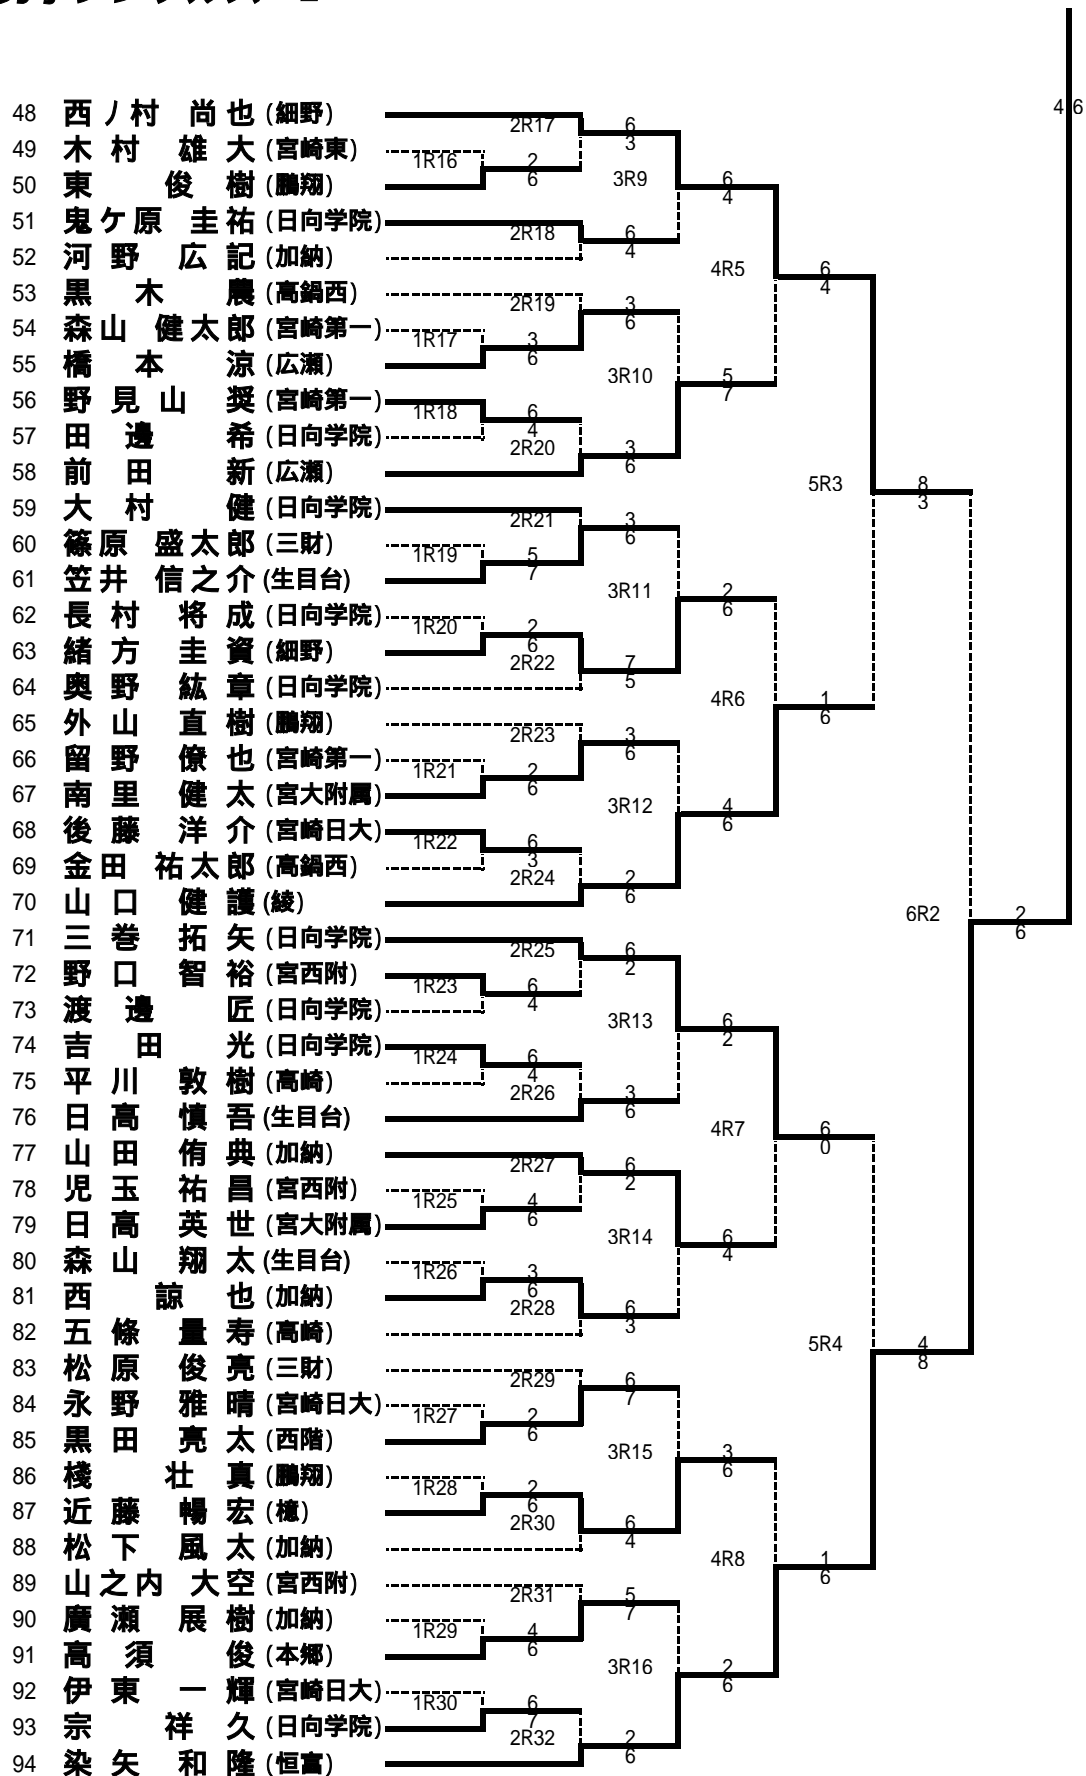 4 6
48 西ノ村 尚也 (細野)
2R17
6
3
49 木村 雄大 (宮崎東)
1R16
2
6
50 東 俊樹 (鵬翔)
3R9
6
4
51 鬼ケ原 圭祐 (日向学院)
2R18
6
4
52 河野 広記 (加納)
4R5
6
4
53 黒木 農 (高鍋西)
2R19
3
6
54 森山 健太郎 (宮崎第一)
1R17
3
6
55 橋本 涼 (広瀬)
3R10
5
7
56 野見山 奨 (宮崎第一)
1R18
6
4
57 田邊 希 (日向学院)
2R20
3
6
58 前田 新 (広瀬)
5R3
8
3
59 大村 健 (日向学院)
2R21
3
6
60 篠原 盛太郎 (三財)
1R19
5
7
61 笠井 信之介 (生目台)
3R11
2
6
62 長村 将成 (日向学院)
1R20
2
6
63 緒方 圭資 (細野)
2R22
7
5
64 奥野 紘章 (日向学院)
4R6
1
6
65 外山 直樹 (鵬翔)
2R23
3
6
66 留野 僚也 (宮崎第一)
1R21
2
6
67 南里 健太 (宮大附属)
3R12
4
6
68 後藤 洋介 (宮崎日大)
1R22
6
3
69 金田 祐太郎 (高鍋西)
2R24
2
6
70 山口 健護 (綾)
6R2
2
6
71 三巻 拓矢 (日向学院)
2R25
6
2
72 野口 智裕 (宮西附)
1R23
6
4
73 渡邊 匠 (日向学院)
3R13
6
2
74 吉田 光 (日向学院)
1R24
6
4
75 平川 敦樹 (高崎)
2R26
3
6
76 日高 慎吾 (生目台)
4R7
6
0
77 山田 侑典 (加納)
2R27
6
2
78 児玉 祐昌 (宮西附)
1R25
4
6
79 日高 英世 (宮大附属)
3R14
6
4
80 森山 翔太 (生目台)
1R26
3
6
81 西 諒也 (加納)
2R28
6
3
82 五條 量寿 (高崎)
5R4
4
8
83 松原 俊亮 (三財)
2R29
6
7
84 永野 雅晴 (宮崎日大)
1R27
2
6
85 黒田 亮太 (西階)
3R15
3
6
86 棧 壮真 (鵬翔)
1R28
2
6
87 近藤 暢宏 (檍)
2R30
6
4
88 松下 風太 (加納)
4R8
1
6
89 山之内 大空 (宮西附)
2R31
5
7
90 廣瀬 展樹 (加納)
1R29
4
6
91 高須 俊 (本郷)
3R16
2
6
92 伊東 一輝 (宮崎日大)
1R30
6
7
93 宗 祥久 (日向学院)
2R32
2
6
94 染矢 和隆 (恒富)